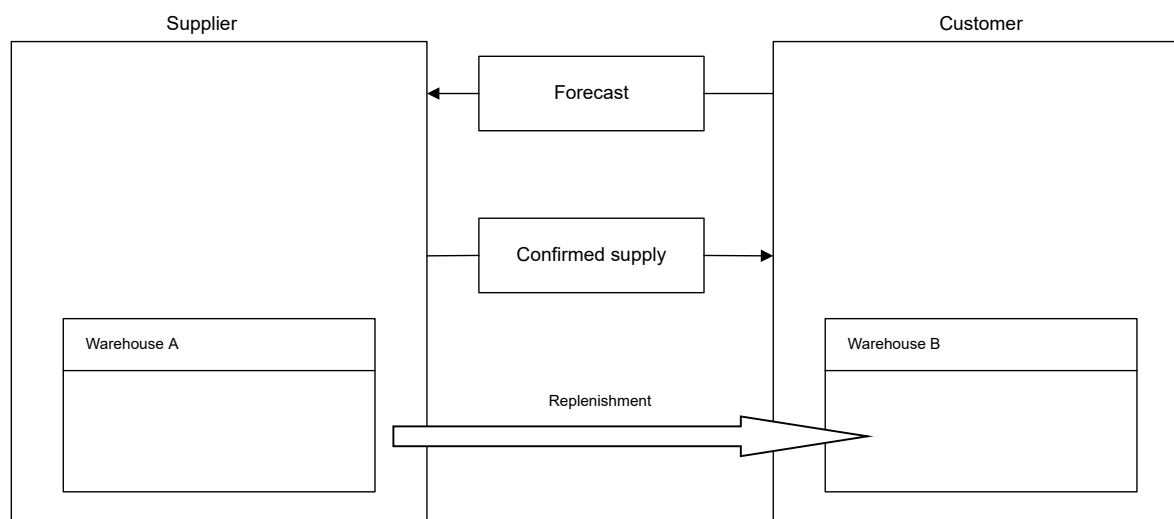 Supplier
Customer
Forecast
Confirmed supply
Warehouse A
Warehouse B
Replenishment